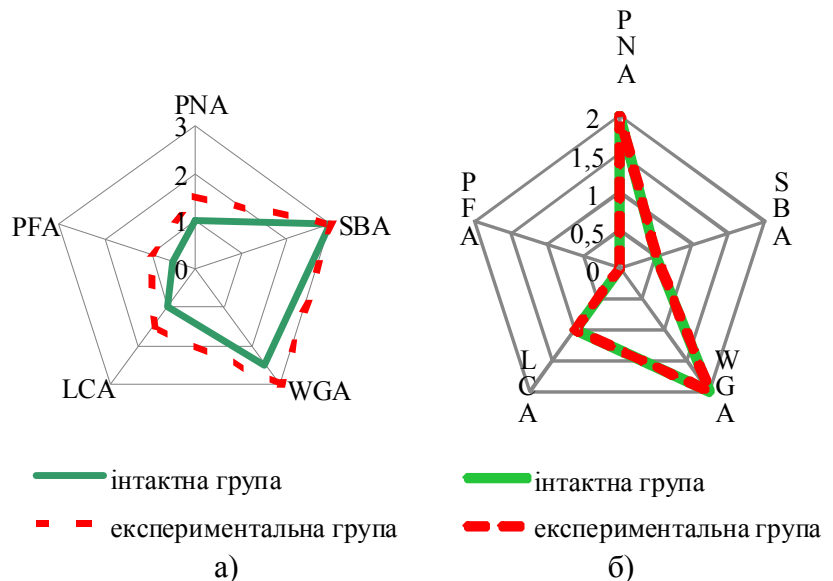 PNA
3
2
1
0
SBA
WGA
LCA
PFA
інтактна група
експериментальна група
а)
P
N
A
2
1,5
1
0,5
0
S
B
A
W
G
A
L
C
A
P
F
A
інтактна група
експериментальна група
б)